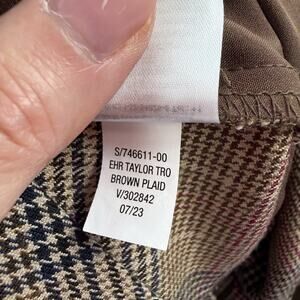 S/746611-00
EHR TAYLOR TRO
BROWN PLAID
V/302842
07/23